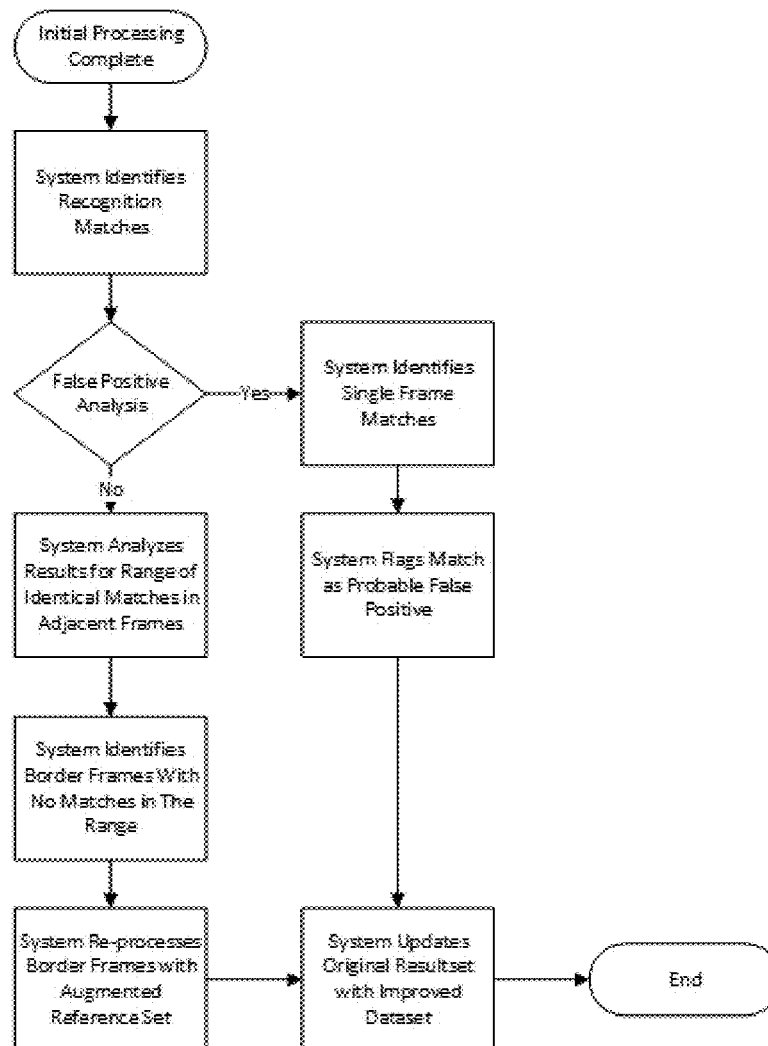 Initial Processing
Complete
System Identifies
Recognition
Matches
False Positive
Analysis
Yes
System Identifies
Single Frame
Matches
No
System Analyzes
Results for Range of
Identical Matches in
Adjacent Frames
System Flags Match
as Probable False
Positive
System Identifies
Border Frames With
No Matches in The
Range
System Re-processes
Border Frames with
Augmented
Reference Set
System Updates
Original Resultset
with Improved
Dataset
End